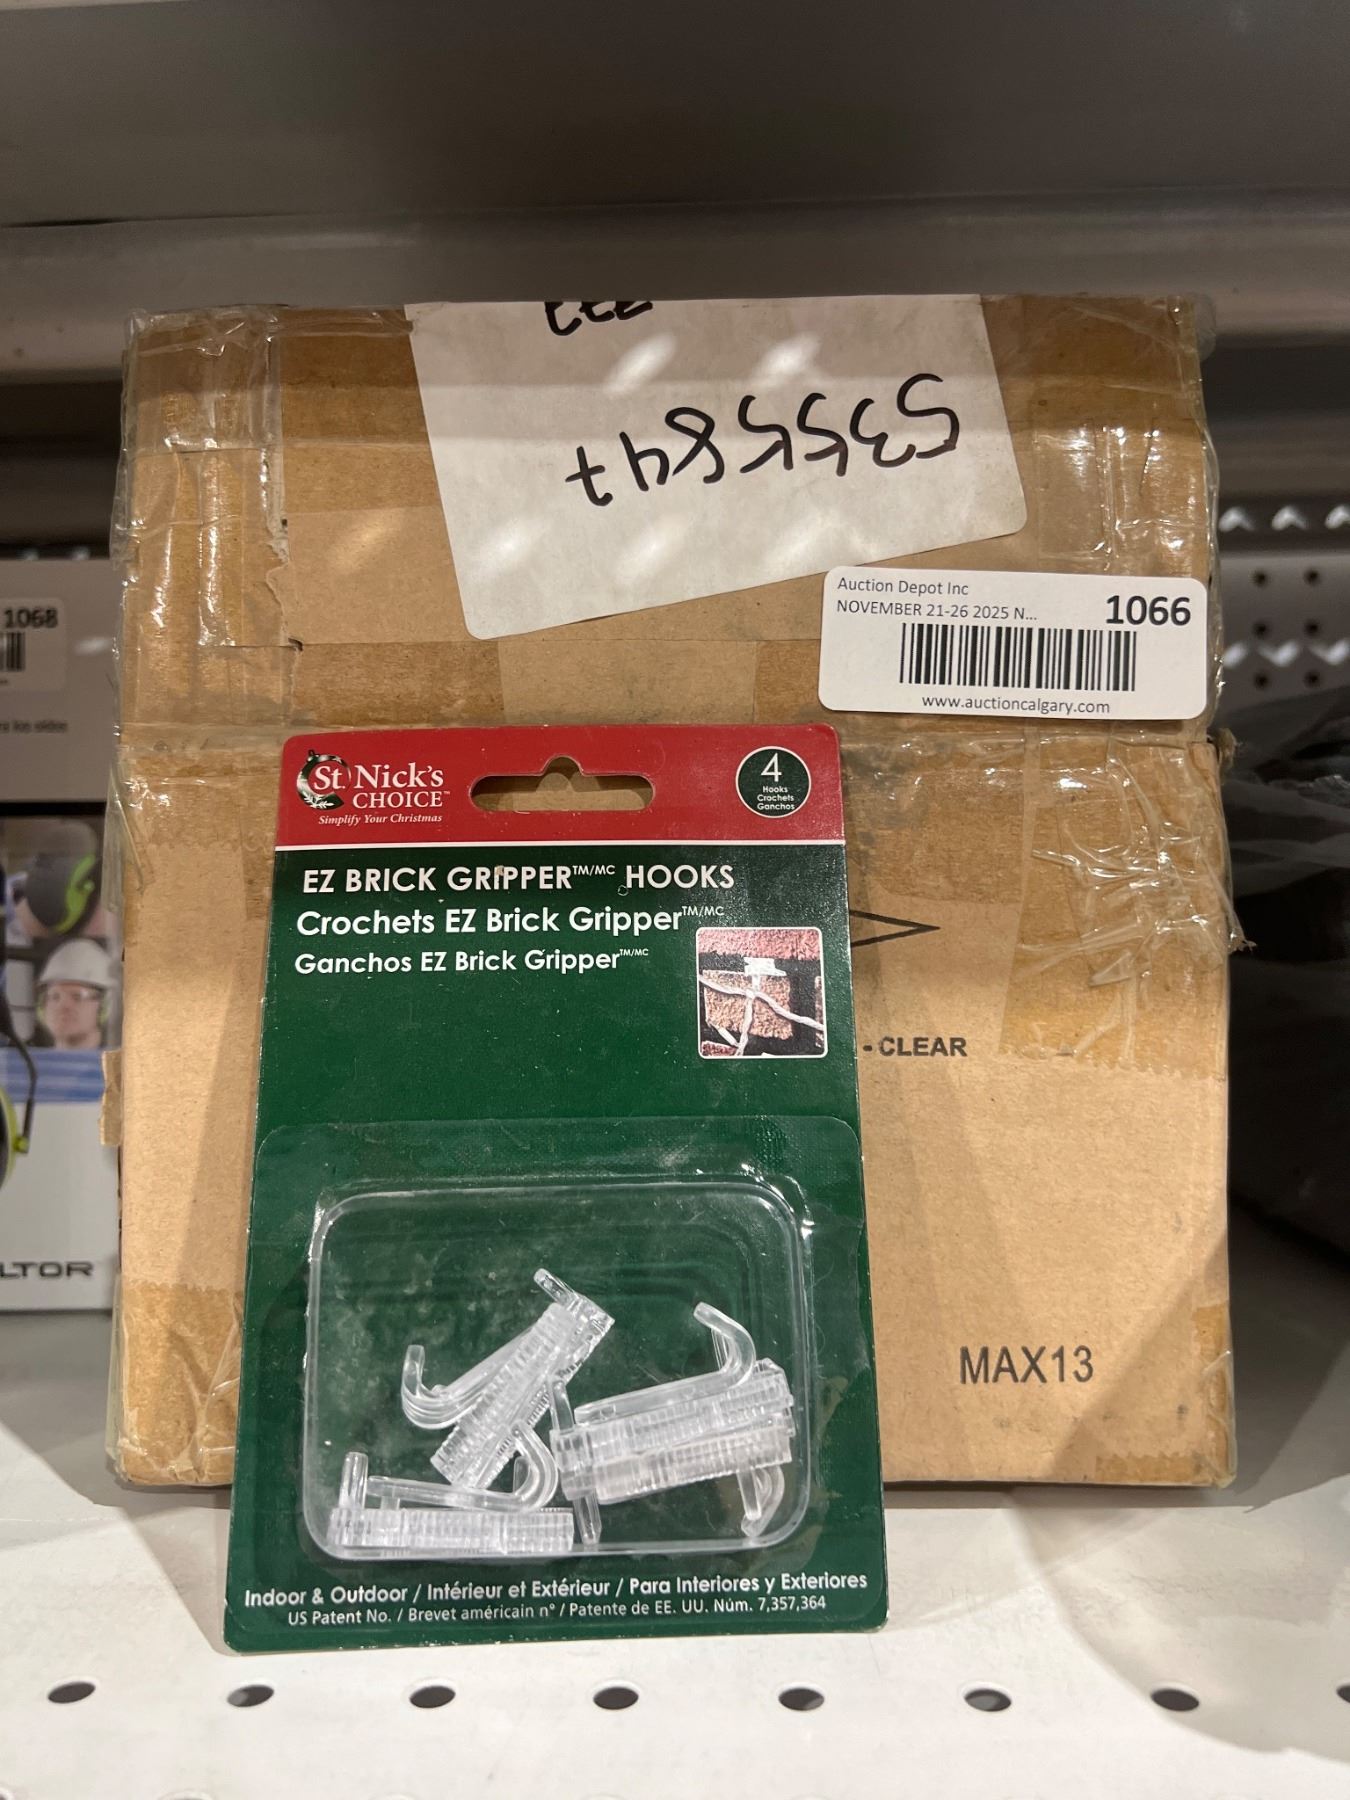 5355847
Auction Depot Inc
NOVEMBER 21-26 2025 N...
1066
www.auctioncalgary.com
1068
St. Nick's
CHOICE™
Simplify Your Christmas
4
Hooks
Crochets
Ganchos
EZ BRICK GRIPPER™/MC HOOKS
Crochets EZ Brick Gripper™/MC
Ganchos EZ Brick Gripper™/MC
- CLEAR
LTOR
MAX13
Indoor & Outdoor / Intérieur et Extérieur / Para Interiores y Exteriores
US Patent No. / Brevet américain n° / Patente de EE. UU. Núm. 7,357,364